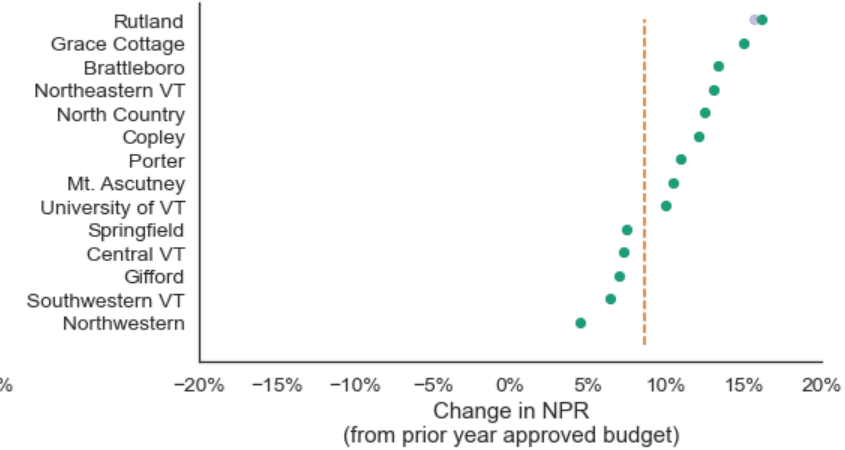 Rutland
Grace Cottage
Brattleboro
Northeastern VT
North Country
Copley
Porter
Mt. Ascutney
University of VT
Springfield
Central VT
Gifford
Southwestern VT
Northwestern
% −20% −15% −10% −5% 0% 5% 10% 15% 20%
Change in NPR
(from prior year approved budget)